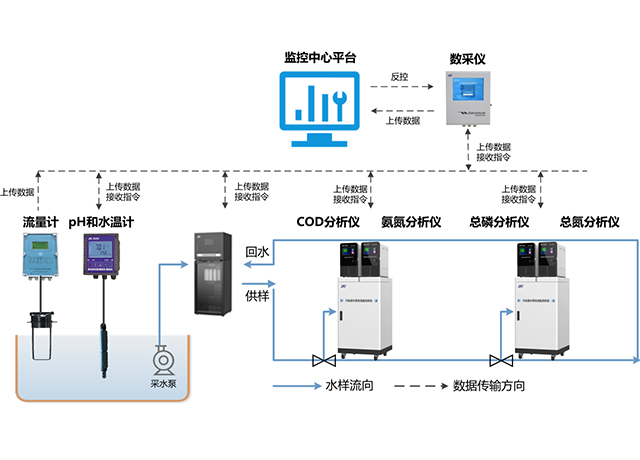 监控中心平台
数采仪
反控
上传数据
上传数据
接收指令
上传数据
上传数据
接收指令
上传数据
接收指令
上传数据
接收指令
上传数据
接收指令
流量计
pH和水温计
COD分析仪
氨氮分析仪
总磷分析仪
总氮分析仪
回水
供样
采水泵
水样流向
数据传输方向